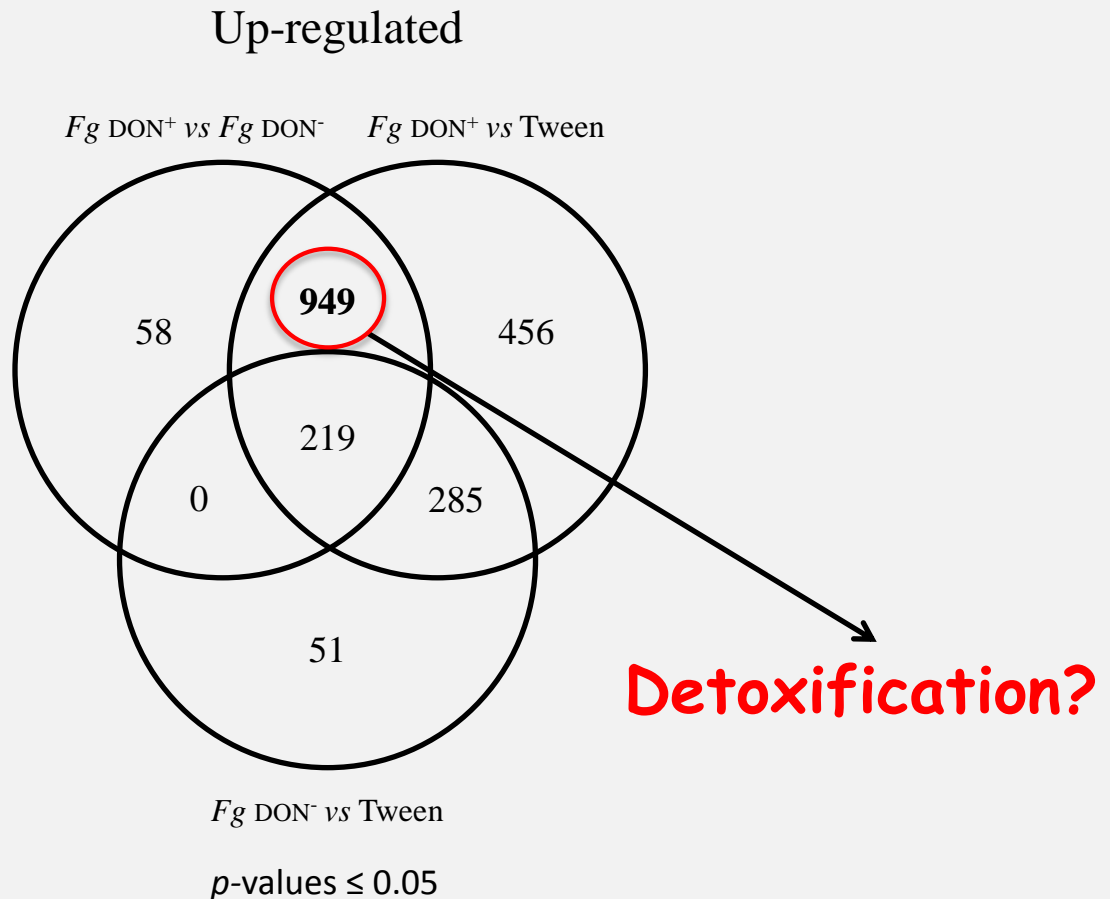 Up-regulated
Fg DON⁺ vs Fg DON⁻ Fg DON⁺ vs Tween
949
58
456
219
0
285
51
Detoxification?
Fg DON⁻ vs Tween
p-values ≤ 0.05